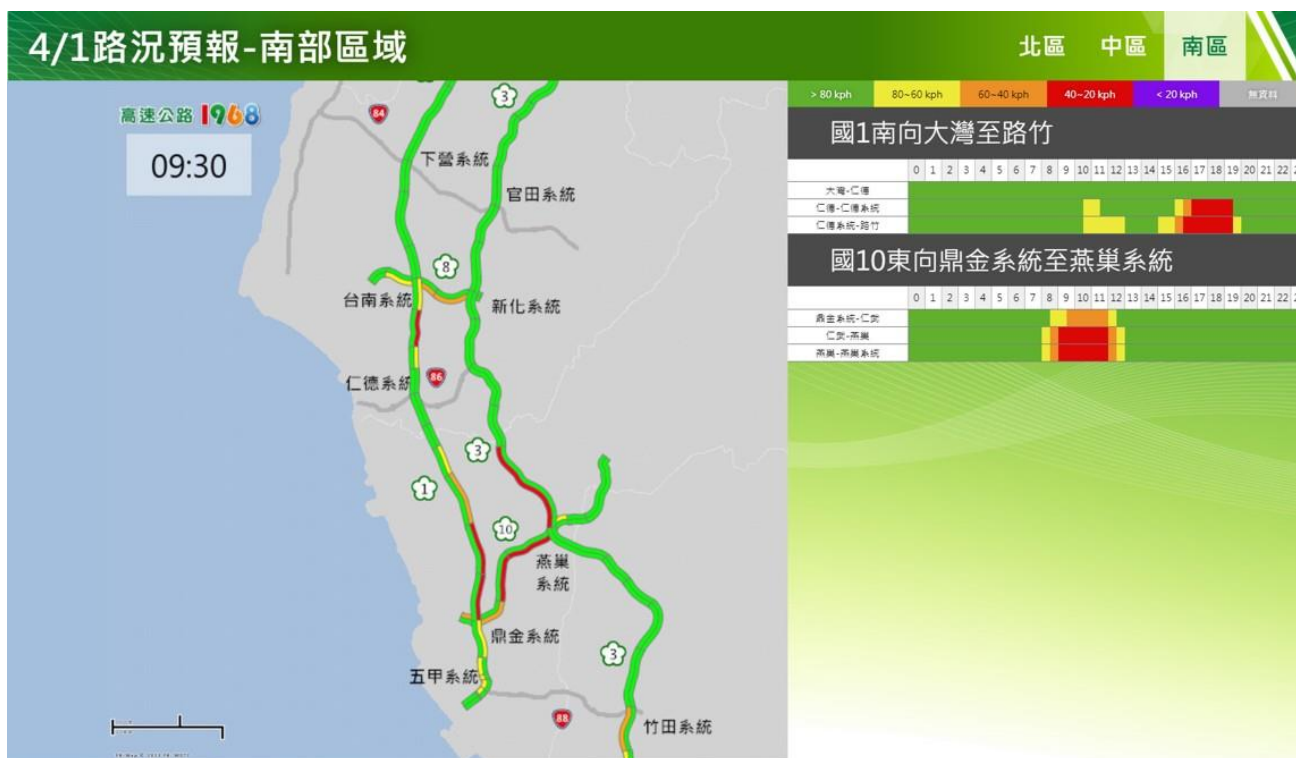 4/1路況預報-南部區域
北區 中區 南區
高速公路1968
09:30
84
3
下營系統
官田系統
8
台南系統
新化系統
仁德系統
86
3
1
10
燕巢
系統
鼎金系統
3
五甲系統
88
竹田系統
> 80 kph 80~60 kph 60~40 kph 40~20 kph < 20 kph 無資料
國1南向大灣至路竹
0 1 2 3 4 5 6 7 8 9 10 11 12 13 14 15 16 17 18 19 20 21 22
大灣-仁德
仁德-仁德系統
仁德系統-路竹
國10東向鼎金系統至燕巢系統
0 1 2 3 4 5 6 7 8 9 10 11 12 13 14 15 16 17 18 19 20 21 22
鼎金系統-仁武
仁武-燕巢
燕巢-燕巢系統